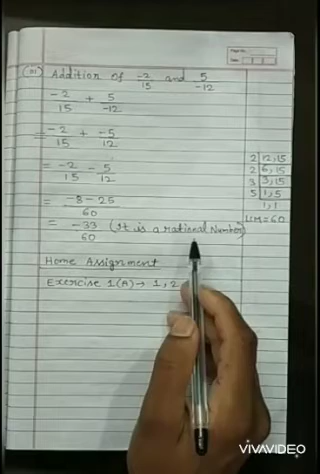 (iii) Addition of -2/15 and 5/-12
-2/15 + 5/-12
= -2/15 + -5/12
= -2/15 - 5/12
= -8-25/60
= -33/60 (It is a rational Number)
2 | 12, 15
2 | 6, 15
3 | 3, 15
5 | 1, 5
1, 1
LCM = 60
Home Assignment
Exercise 1(A) → 1, 2
VIVAVIDEO